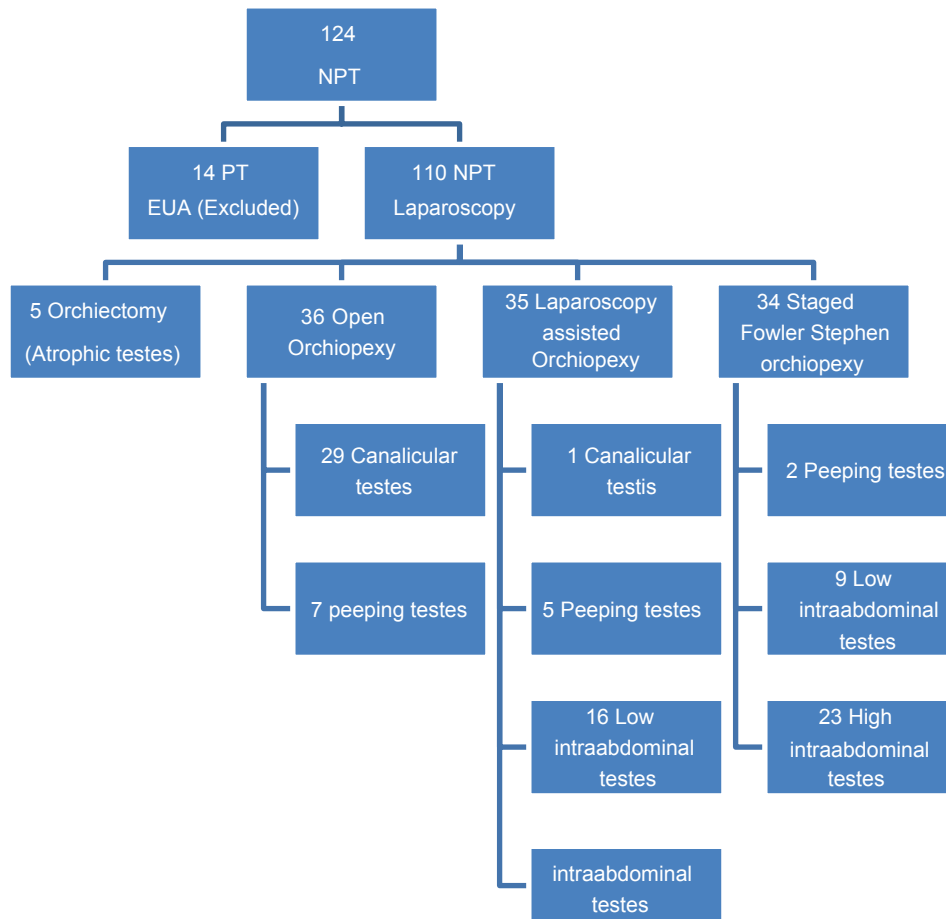 124
NPT
14 PT
EUA (Excluded)
110 NPT
Laparoscopy
5 Orchiectomy
(Atrophic testes)
36 Open
Orchiopexy
35 Laparoscopy
assisted
Orchiopexy
34 Staged
Fowler Stephen
orchiopexy
29 Canalicular
testes
7 peeping testes
1 Canalicular
testis
5 Peeping testes
16 Low
intraabdominal
testes
intraabdominal
testes
2 Peeping testes
9 Low
intraabdominal
testes
23 High
intraabdominal
testes